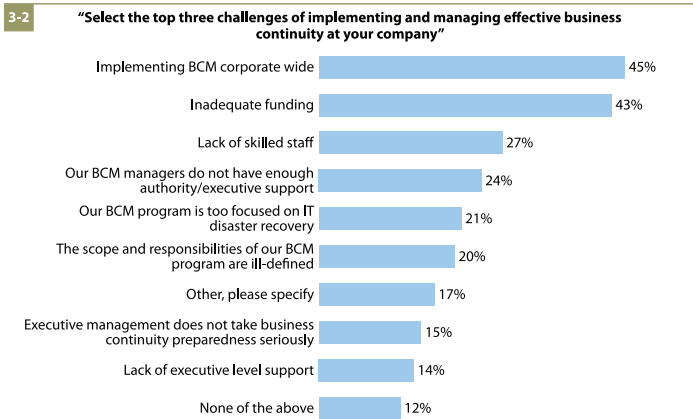 3-2
“Select the top three challenges of implementing and managing effective business
continuity at your company”
Implementing BCM corporate wide
45%
Inadequate funding
43%
Lack of skilled staff
27%
Our BCM managers do not have enough
authority/executive support
24%
Our BCM program is too focused on IT
disaster recovery
21%
The scope and responsibilities of our BCM
program are ill-defined
20%
Other, please specify
17%
Executive management does not take business
continuity preparedness seriously
15%
Lack of executive level support
14%
None of the above
12%